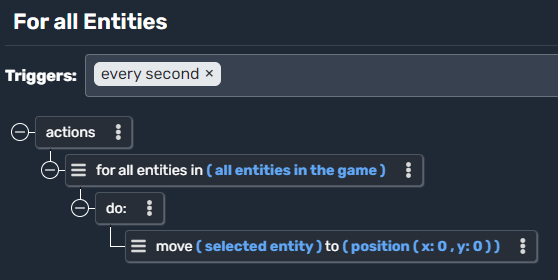 For all Entities
Triggers: every second ×
actions
for all entities in ( all entities in the game )
do:
move ( selected entity ) to ( position ( x: 0 , y: 0 ) )